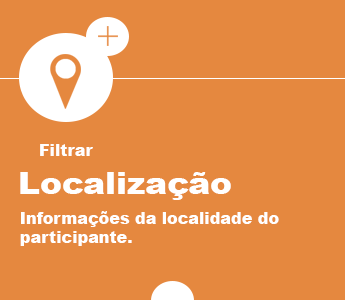 Filtrar
Localização
Informações da localidade do
participante.